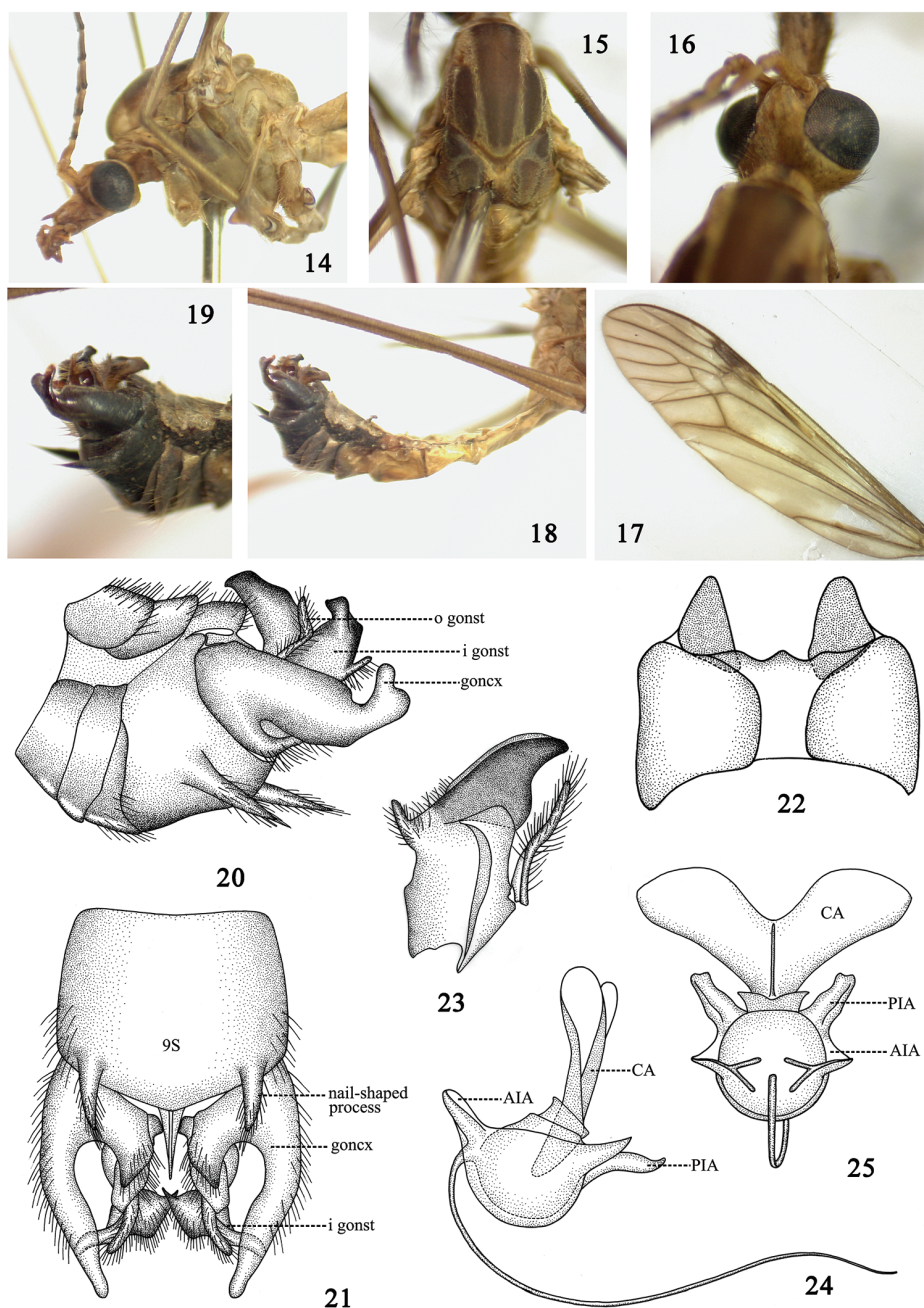 14
15
16
19
18
17
o gonst
i gonst
goncx
20
22
23
CA
PIA
AIA
25
9S
nail-shaped
process
goncx
i gonst
21
AIA
CA
PIA
24